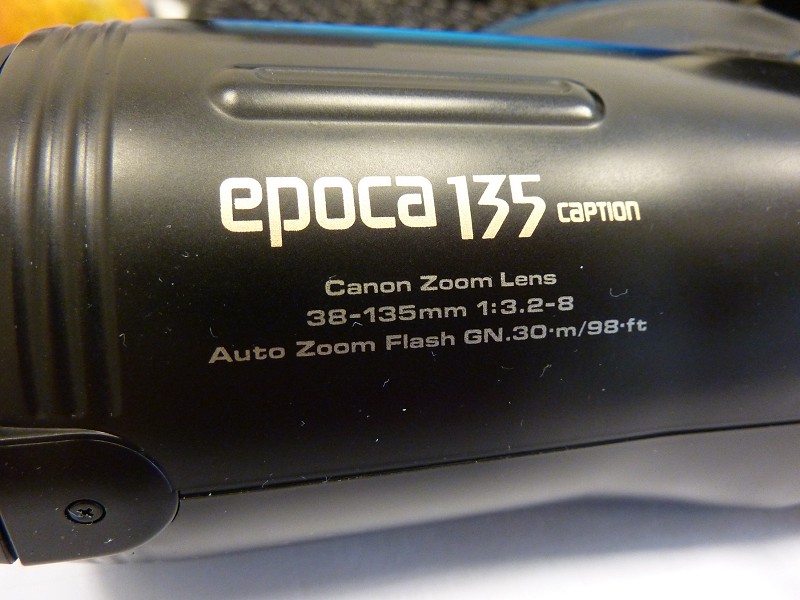 epoca 135 CAPTION
Canon Zoom Lens
38-135mm 1:3.2-8
Auto Zoom Flash GN.30·m/98·ft